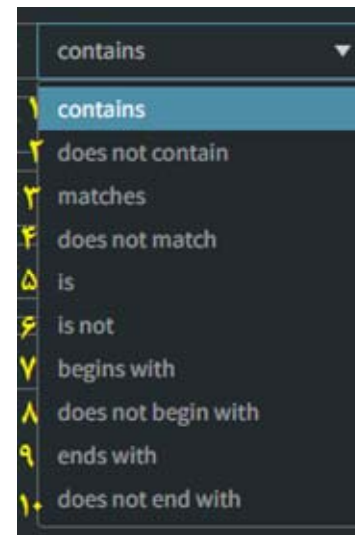 contains
۱ contains
۲ does not contain
۳ matches
۴ does not match
۵ is
۶ is not
۷ begins with
۸ does not begin with
۹ ends with
۱۰ does not end with